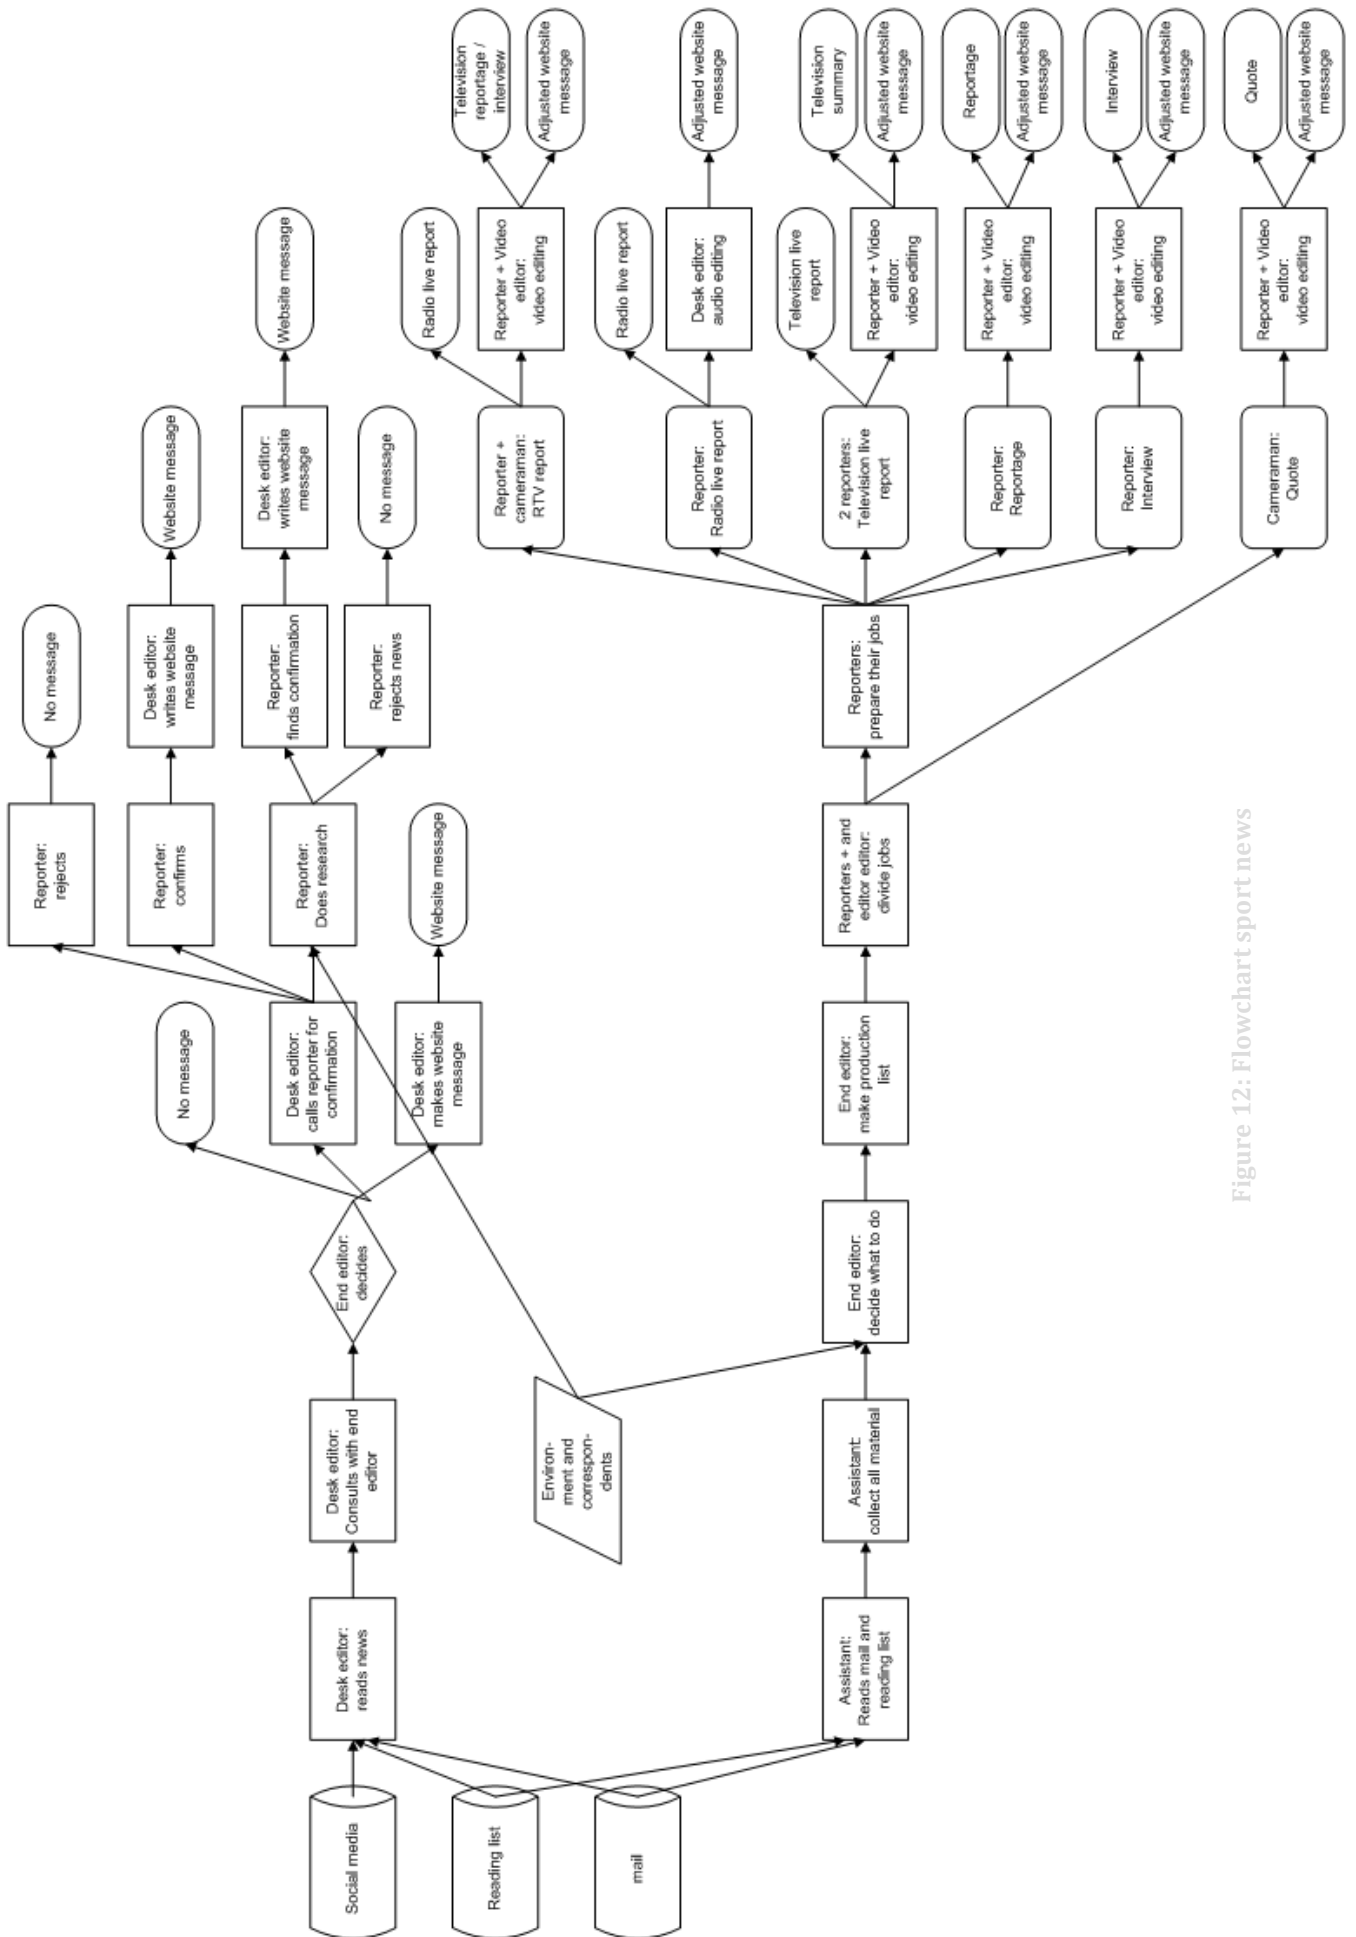 Social media
Reading list
mail
Desk editor:
reads news
Assistant:
Reads mail and
reading list
Desk editor:
Consults with end
editor
Environ-
ment and
correspon-
dents
Assistant:
collect all material
End editor:
decides
End editor:
decide what to do
No message
Desk editor:
calls reporter for
confirmation
Desk editor:
makes website
message
End editor:
make production
list
Reporter:
rejects
Reporter:
confirms
Reporter:
Does research
Website message
Reporters + and
editor editor:
divide jobs
No message
Desk editor:
writes website
message
Reporter:
finds confirmation
Reporter:
rejects news
Reporters:
prepare their jobs
Website message
Desk editor:
writes website
message
No message
Reporter +
cameraman:
RTV report
Reporter:
Radio live report
2 reporters:
Television live
report
Reporter:
Reportage
Reporter:
Interview
Cameraman:
Quote
Website message
Radio live report
Reporter + Video
editor:
video editing
Radio live report
Desk editor:
audio editing
Television live
report
Reporter + Video
editor:
video editing
Reporter + Video
editor:
video editing
Reporter + Video
editor:
video editing
Reporter + Video
editor:
video editing
Television
reportage /
interview
Adjusted website
message
Adjusted website
message
Television
summary
Adjusted website
message
Reportage
Adjusted website
message
Interview
Adjusted website
message
Quote
Adjusted website
message
Figure 12: Flowchart sport news